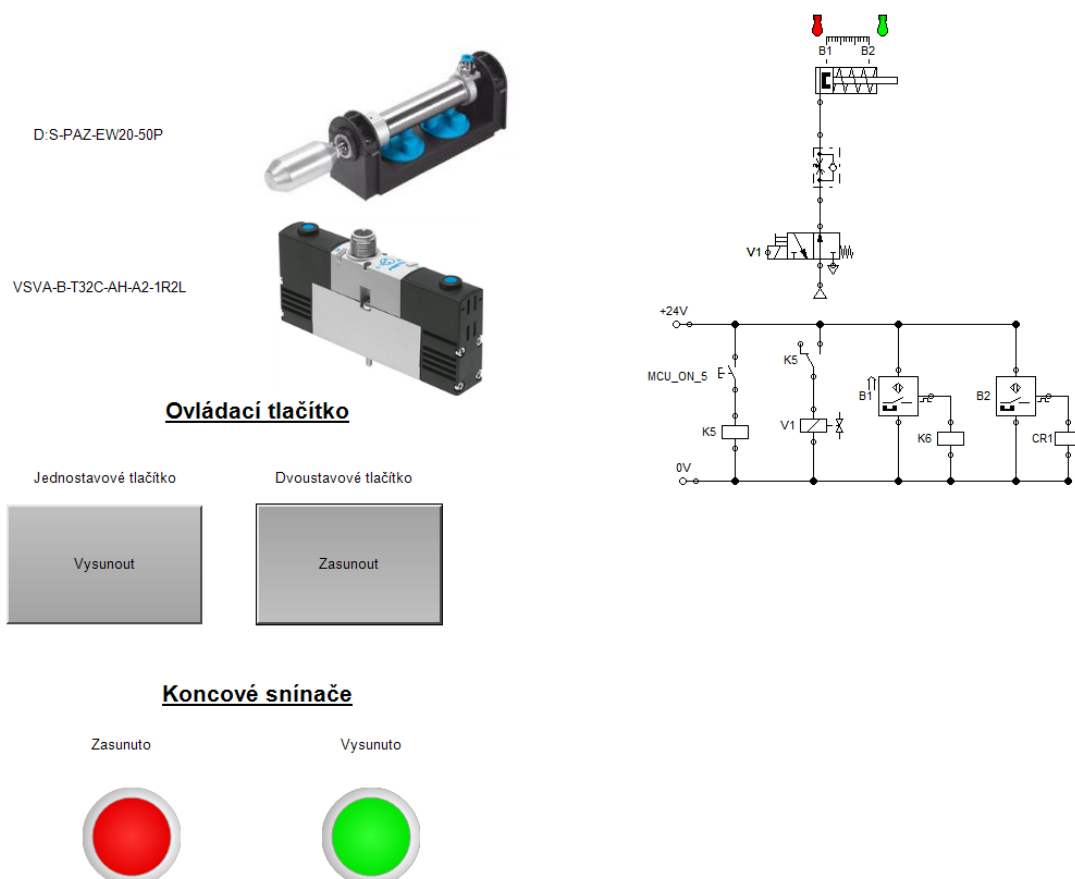 D:S-PAZ-EW20-50P
VSVA-B-T32C-AH-A2-1R2L
Ovládací tlačítko
Jednostavové tlačítko
Dvoustavové tlačítko
Vysunout
Zasunout
Koncové snínače
Zasunuto
Vysunuto
B1
B2
V1
+24V
K5
MCU_ON_5
B1
B2
K5
V1
K6
CR1
0V